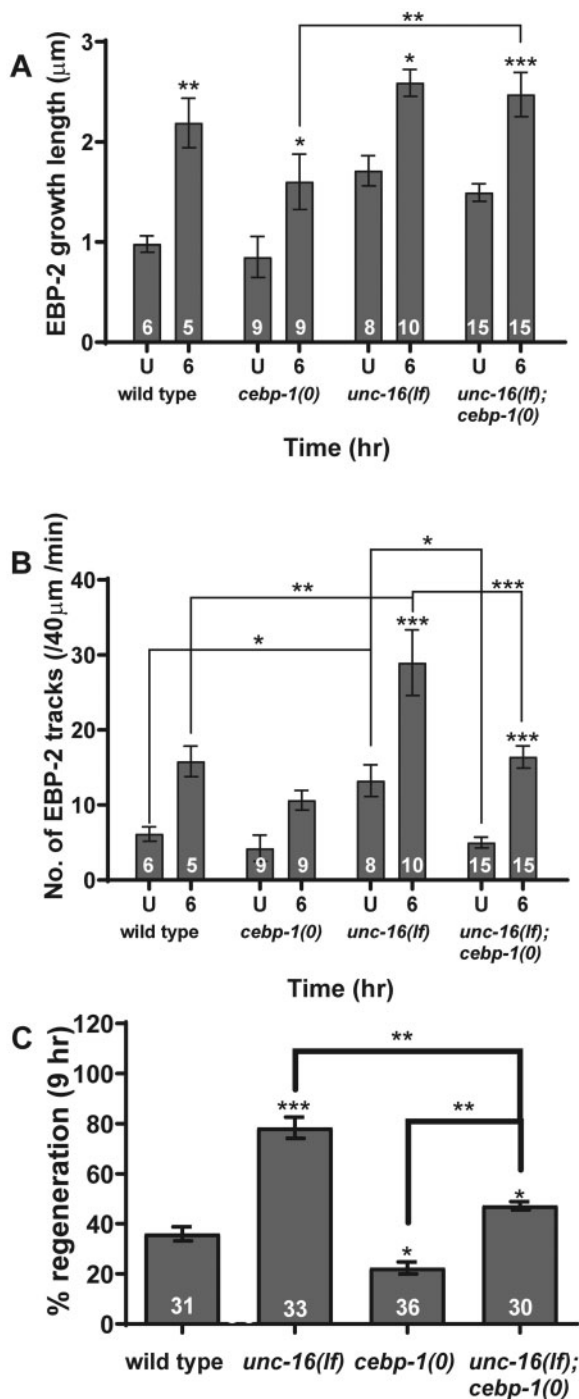 A
EBP-2 growth length (μm)
3
2
1
0
**
*
*
***
**
6
5
9
9
8
10
15
15
U
6
U
6
U
6
U
6
wild type
cebp-1(0)
unc-16(lf)
unc-16(lf);
cebp-1(0)
Time (hr)
B
No. of EBP-2 tracks (/40μm /min)
40
30
20
10
0
*
**
***
*
***
***
6
5
9
9
8
10
15
15
U
6
U
6
U
6
U
6
wild type
cebp-1(0)
unc-16(lf)
unc-16(lf);
cebp-1(0)
Time (hr)
C
% regeneration (9 hr)
120
100
80
60
40
20
0
**
***
**
*
*
31
33
36
30
wild type
unc-16(lf)
cebp-1(0)
unc-16(lf);
cebp-1(0)